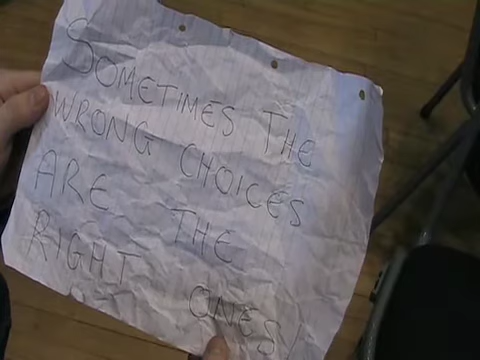 SOMETIMES THE
WRONG CHOICES
ARE THE
RIGHT ONES!